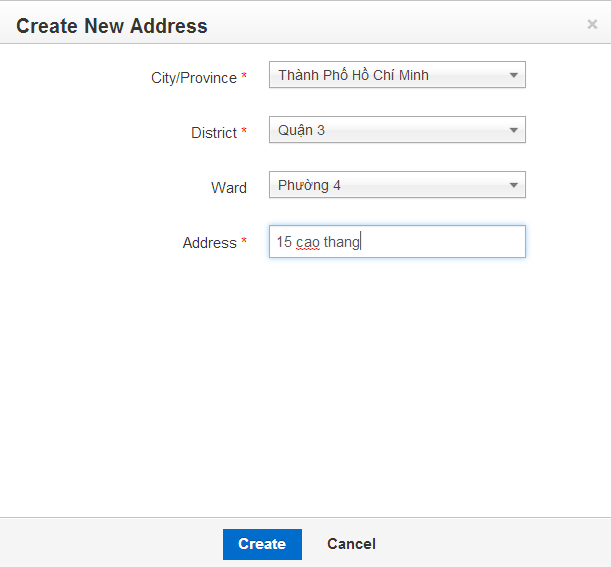 Create New Address ×
City/Province * Thành Phố Hồ Chí Minh
District * Quận 3
Ward Phường 4
Address * 15 cao thang
Create Cancel